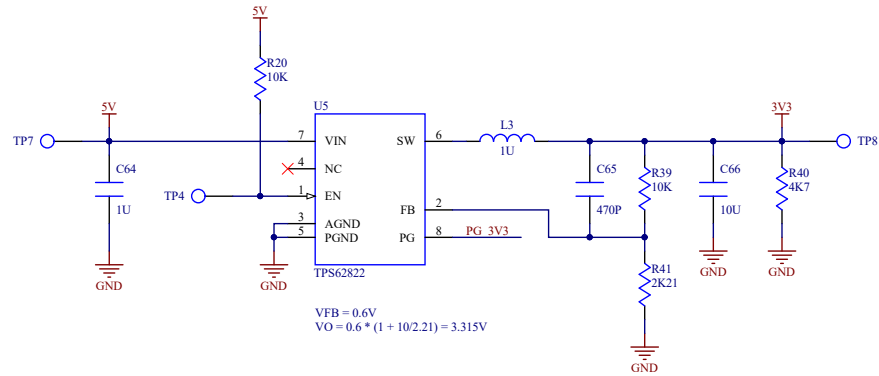 5V
R20
10K
U5
5V
TP7
C64
1U
GND
TP4
7 VIN
4 NC
1 EN
3 AGND
5 PGND
GND
SW 6
FB 2
PG 8
TPS62822
L3
1U
PG_3V3
C65
470P
R39
10K
R41
2K21
GND
C66
10U
GND
3V3
TP8
R40
4K7
GND
VFB = 0.6V
VO = 0.6 * (1 + 10/2.21) = 3.315V